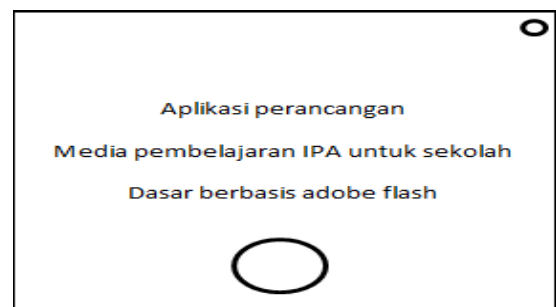 Aplikasi perancangan
Media pembelajaran IPA untuk sekolah
Dasar berbasis adobe flash